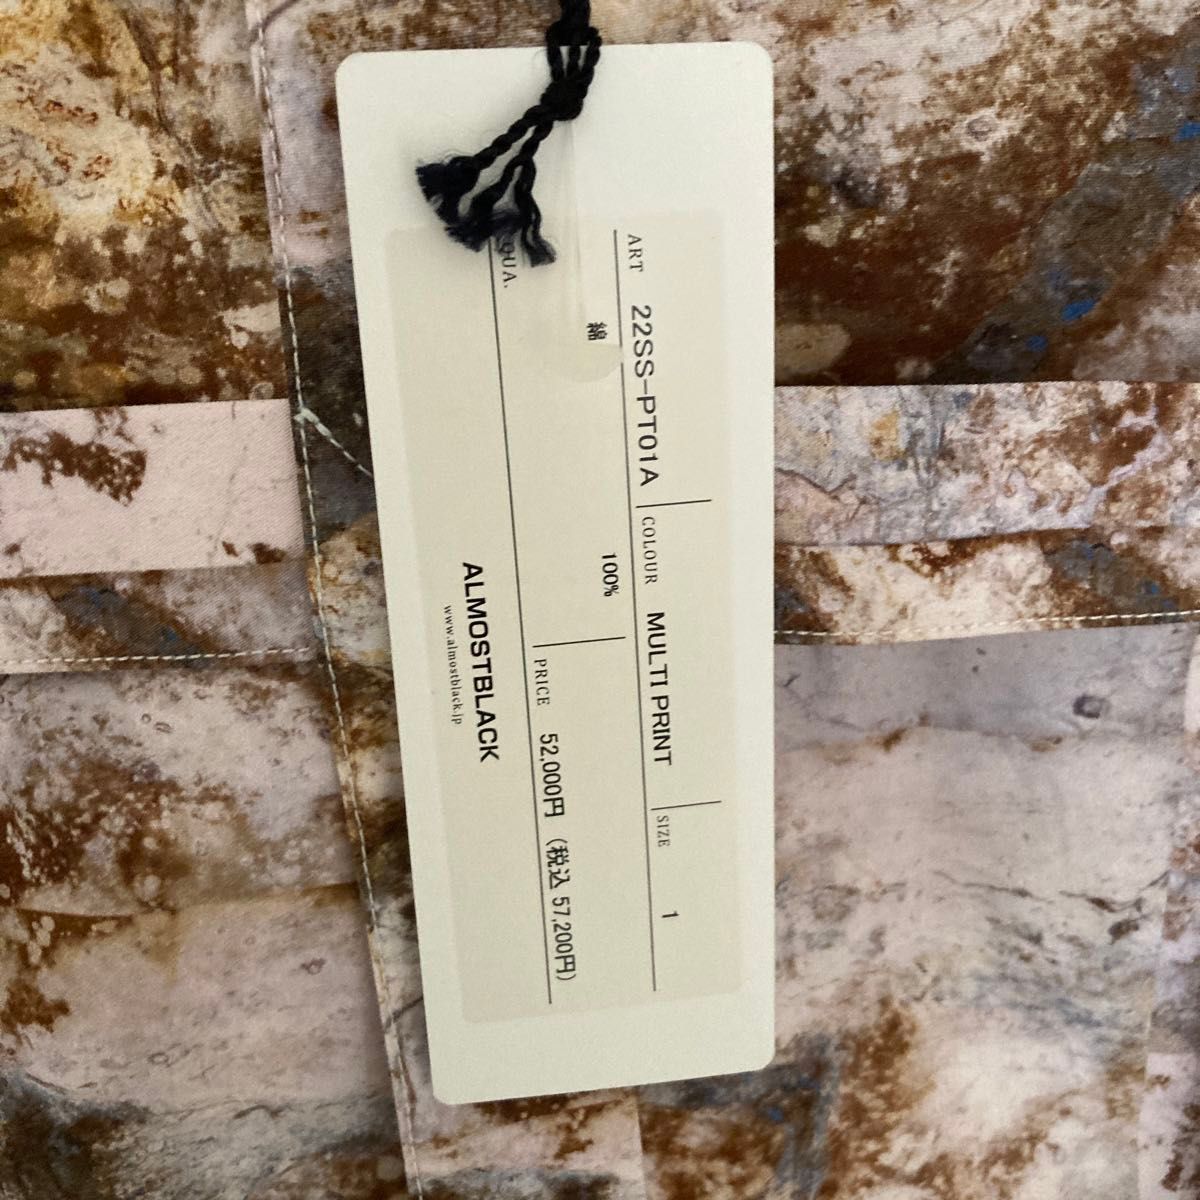 ART 22SS-PT01A COLOUR MULTI PRINT SIZE 1
綿 100%
QUA. PRICE 52,000円 (税込 57,200円)
ALMOSTBLACK
www.almostblack.jp